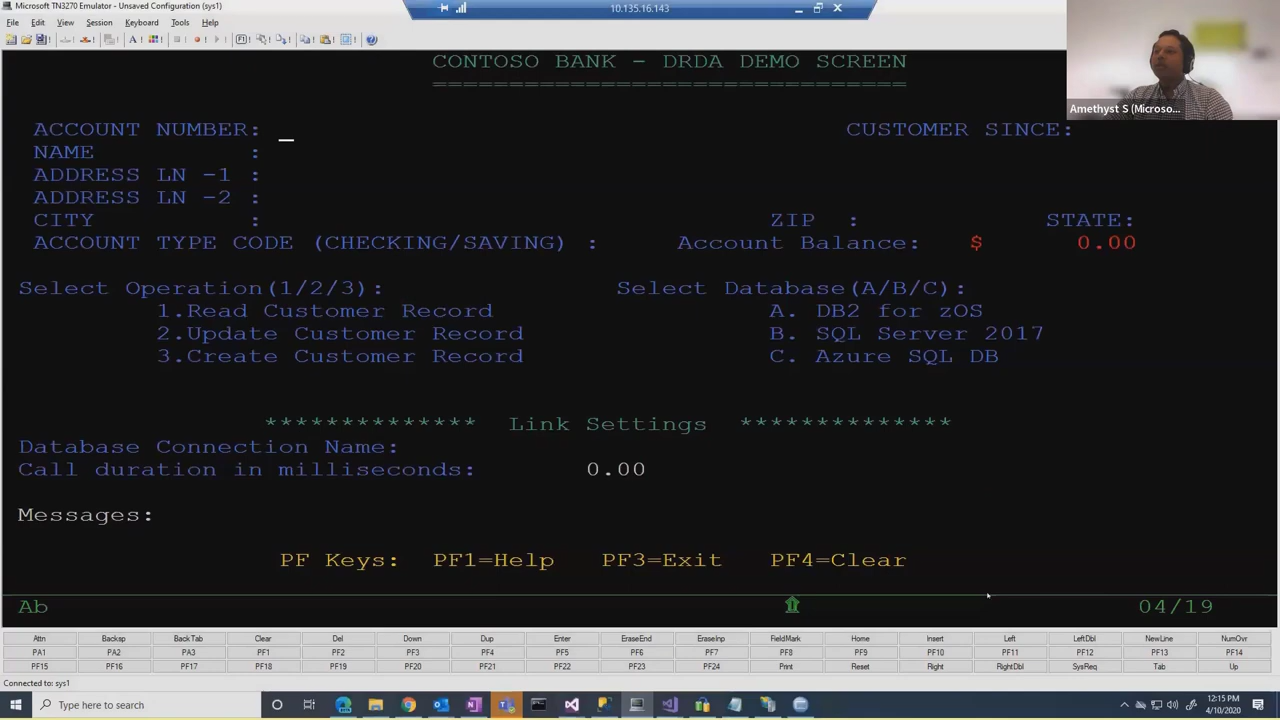 Microsoft TN3270 Emulator - Unsaved Configuration (sys1)
10.135.16.143
File Edit View Session Keyboard Tools Help
CONTOSO BANK - DRDA DEMO SCREEN
===============================
Amethyst S (Microso...
ACCOUNT NUMBER: _ CUSTOMER SINCE:
NAME :
ADDRESS LN -1 :
ADDRESS LN -2 :
CITY : ZIP : STATE:
ACCOUNT TYPE CODE (CHECKING/SAVING) : Account Balance: $ 0.00
Select Operation(1/2/3): Select Database(A/B/C):
1.Read Customer Record A. DB2 for zOS
2.Update Customer Record B. SQL Server 2017
3.Create Customer Record C. Azure SQL DB
************** Link Settings **************
Database Connection Name:
Call duration in milliseconds: 0.00
Messages:
PF Keys: PF1=Help PF3=Exit PF4=Clear
Ab 04/19
Attn Backsp BackTab Clear Del Down Dup Enter EraseEnd EraseInp FieldMark Home Insert Left LeftDbl NewLine NumOvr
PA1 PA2 PA3 PF1 PF2 PF3 PF4 PF5 PF6 PF7 PF8 PF9 PF10 PF11 PF12 PF13 PF14
PF15 PF16 PF17 PF18 PF19 PF20 PF21 PF22 PF23 PF24 Print Reset Right RightDbl SysReq Tab Up
Connected to: sys1
Type here to search
12:15 PM
4/10/2020